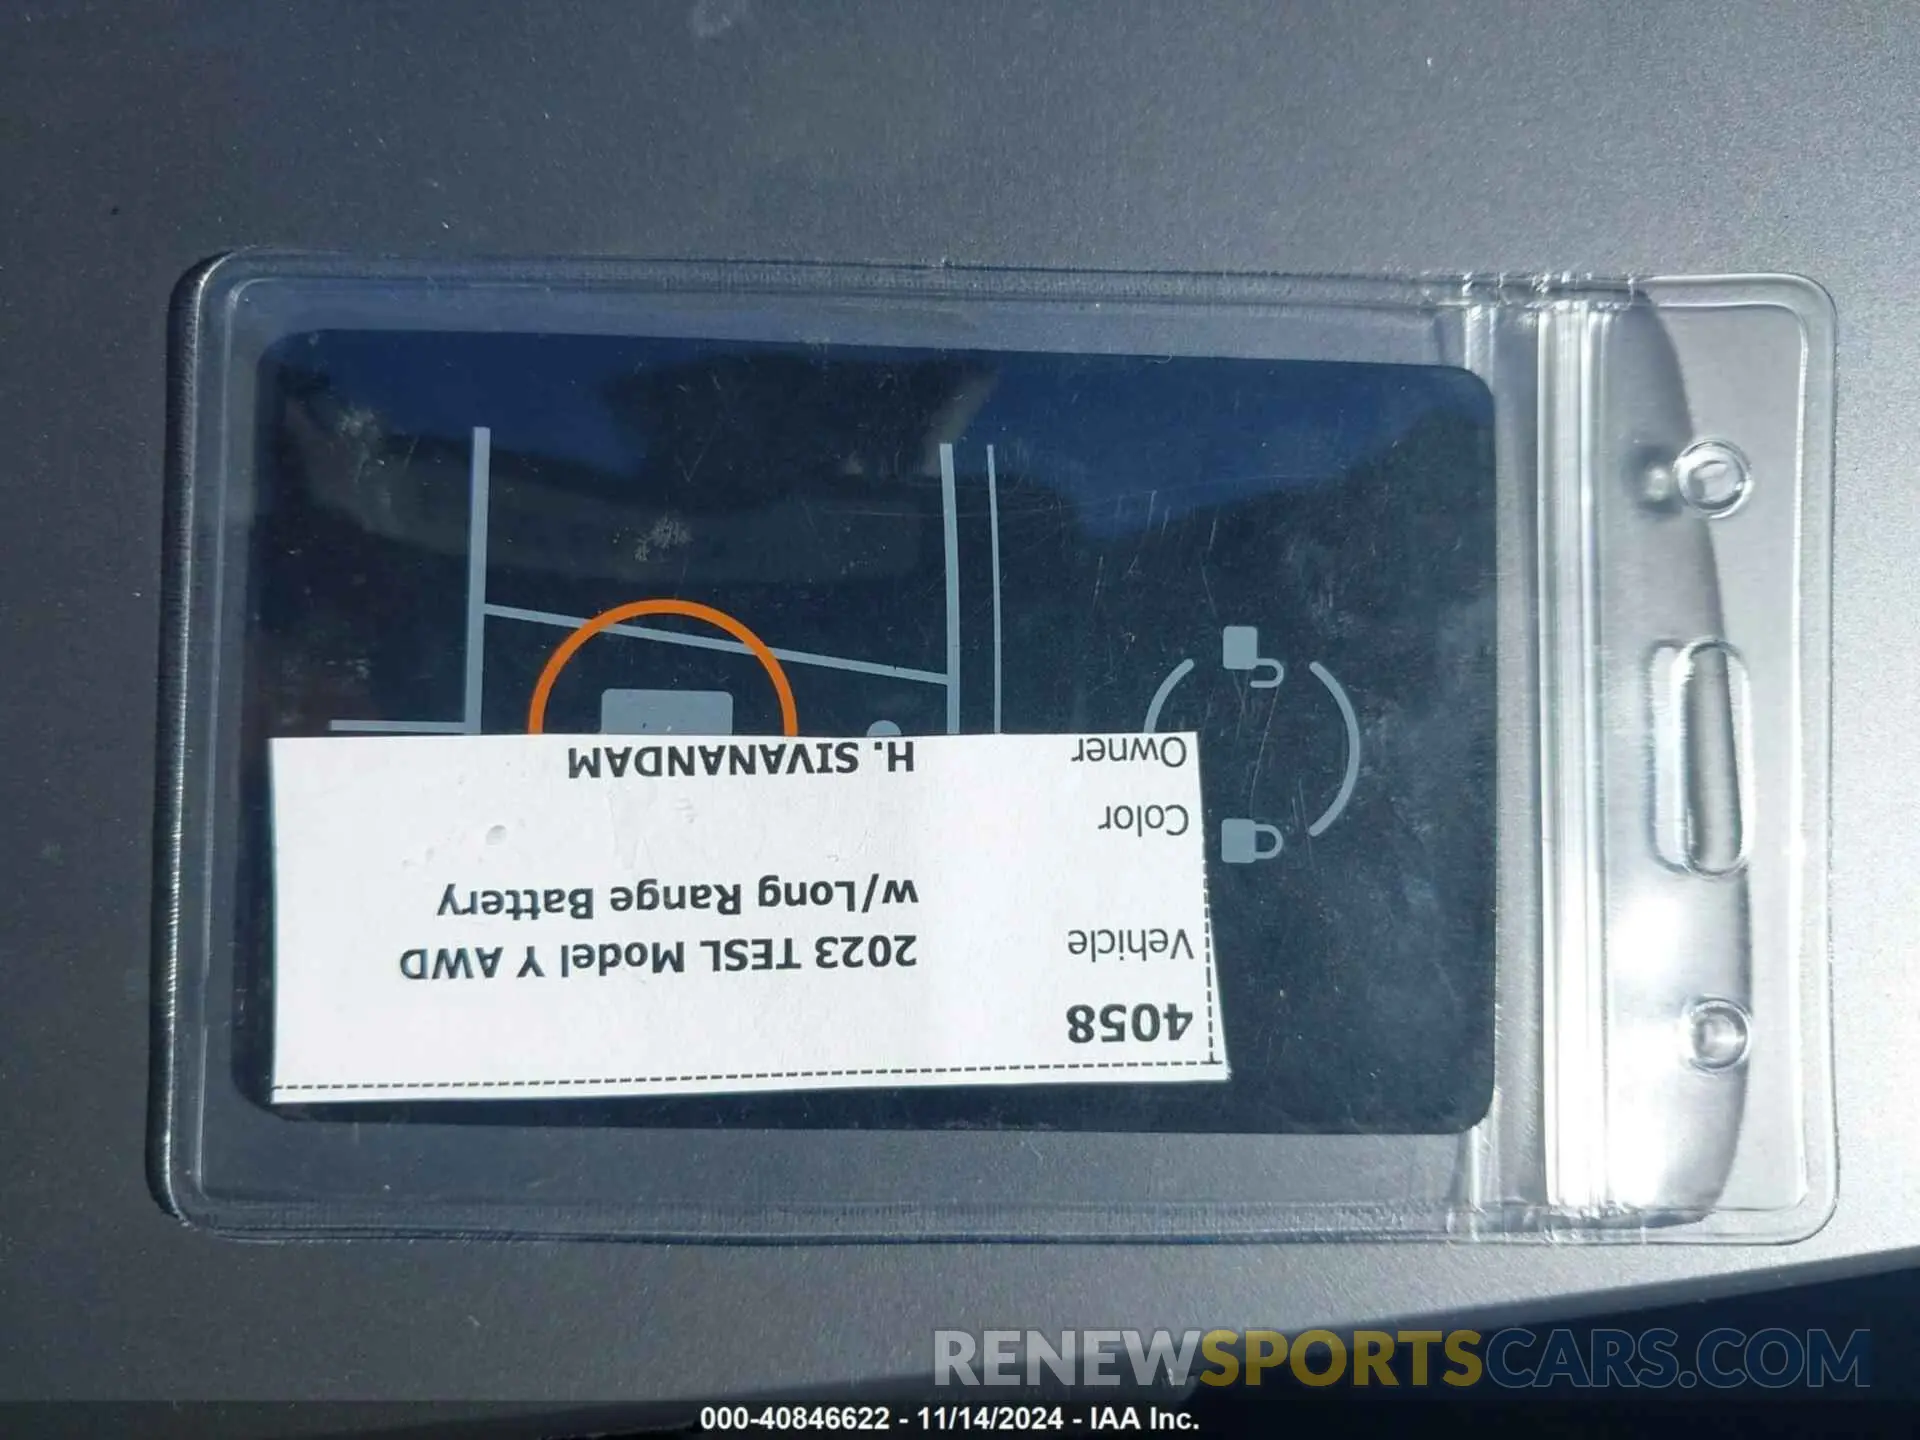 4058
Vehicle 2023 TESL Model Y AWD
w/Long Range Battery
Color
Owner H. SIVANANDAM
RENEWSPORTSCARS.COM
000-40846622 - 11/14/2024 - IAA Inc.